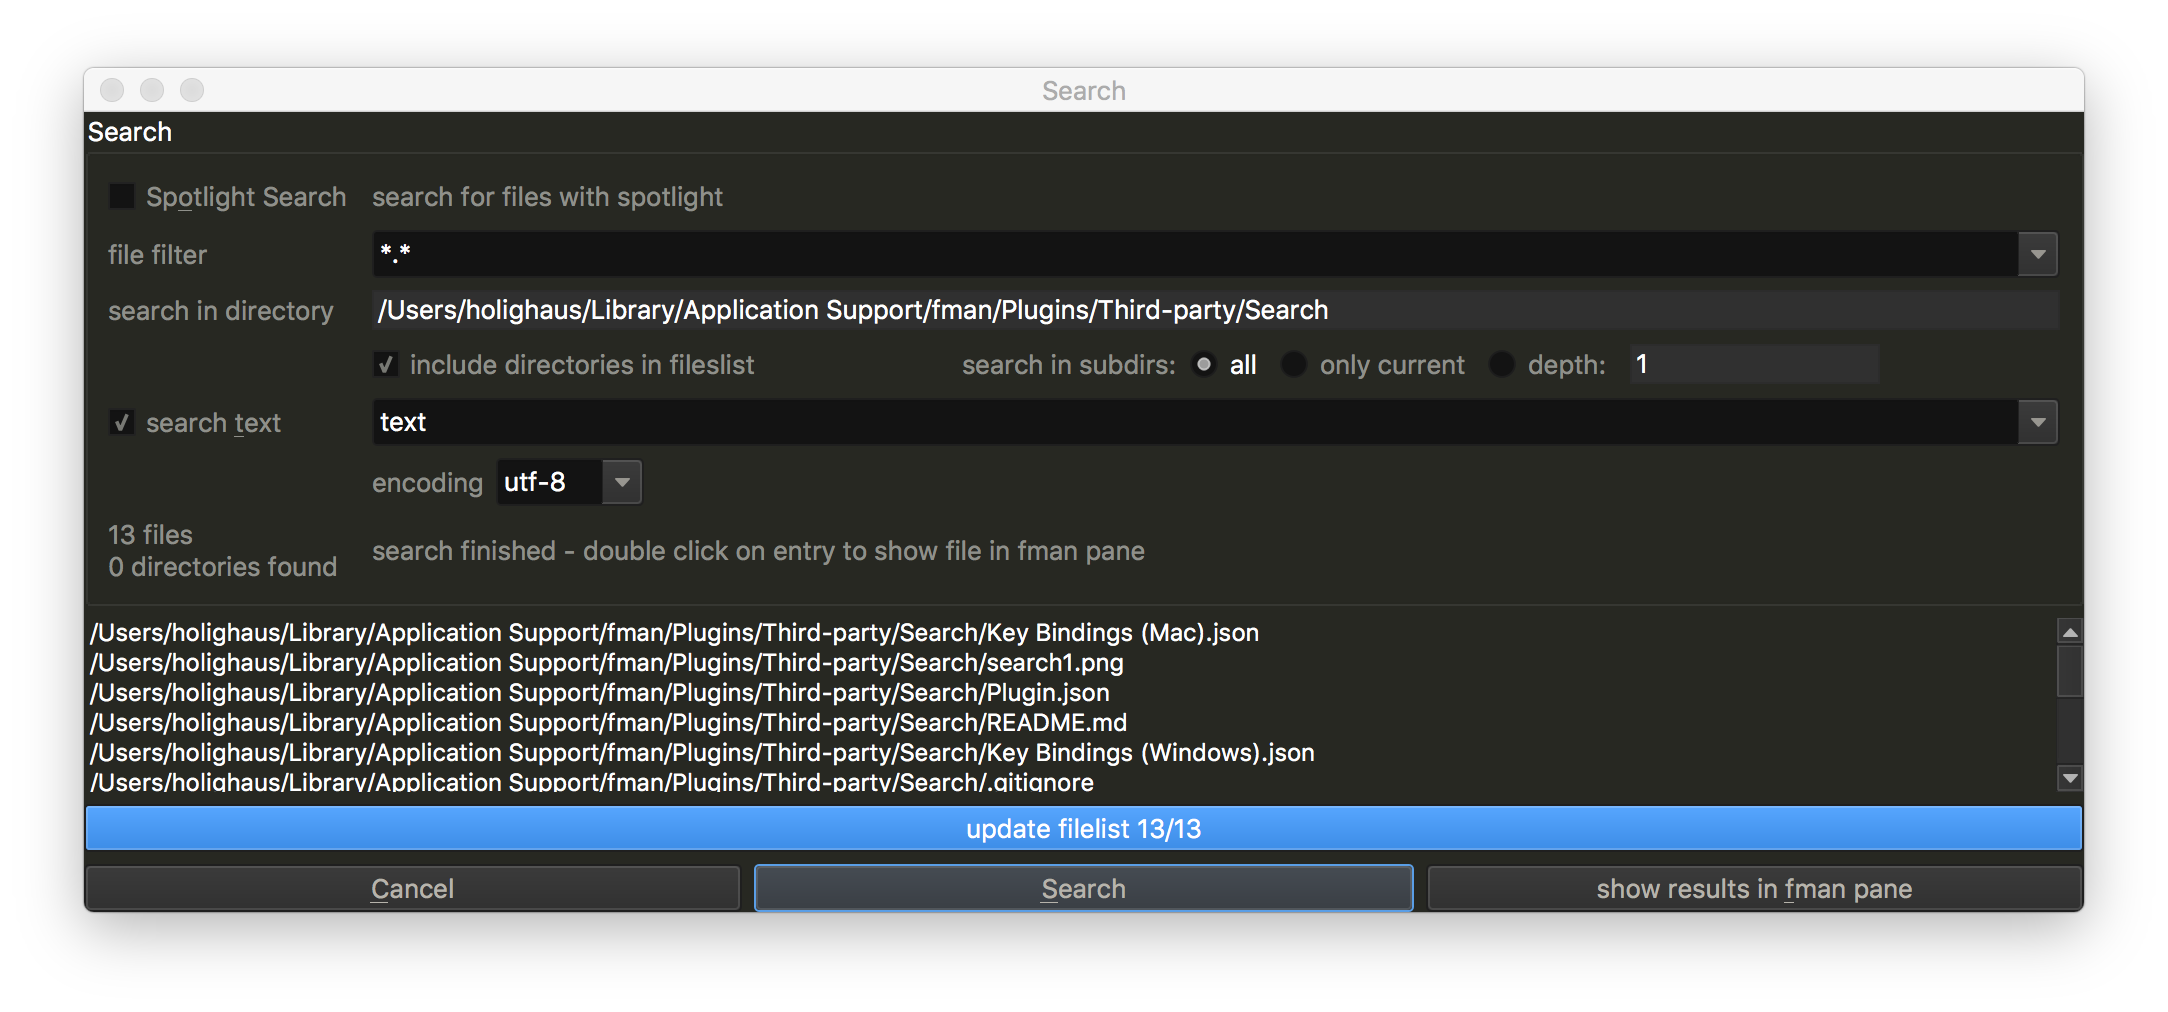 Search
Search
Spotlight Search search for files with spotlight
file filter *.*
search in directory /Users/holighaus/Library/Application Support/fman/Plugins/Third-party/Search
include directories in fileslist search in subdirs: all only current depth: 1
search text text
encoding utf-8
13 files
0 directories found
search finished - double click on entry to show file in fman pane
/Users/holighaus/Library/Application Support/fman/Plugins/Third-party/Search/Key Bindings (Mac).json
/Users/holighaus/Library/Application Support/fman/Plugins/Third-party/Search/search1.png
/Users/holighaus/Library/Application Support/fman/Plugins/Third-party/Search/Plugin.json
/Users/holighaus/Library/Application Support/fman/Plugins/Third-party/Search/README.md
/Users/holighaus/Library/Application Support/fman/Plugins/Third-party/Search/Key Bindings (Windows).json
/Users/holighaus/Library/Application Support/fman/Plugins/Third-party/Search/.gitignore
update filelist 13/13
Cancel Search show results in fman pane